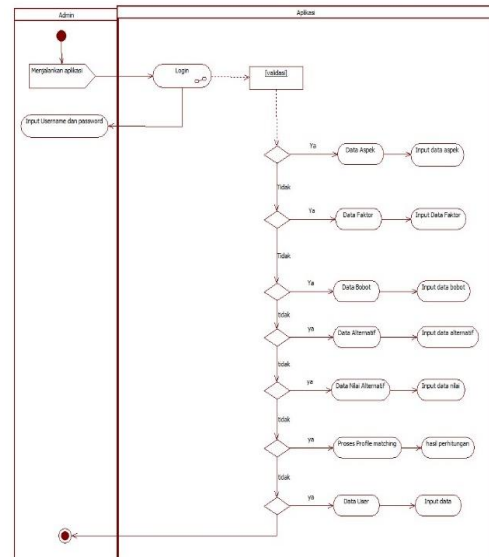 Admin
Aplikasi
Menjalankan aplikasi
Login
[validasi]
Input Username dan password
Ya
Data Aspek
Input data aspek
Tidak
Ya
Data Faktor
Input Data Faktor
Tidak
Ya
Data Bobot
Input data bobot
tidak
ya
Data Alternatif
Input data alternatif
tidak
ya
Data Nilai Alternatif
Input data nilai
tidak
ya
Proses Profile matching
hasil perhitungan
tidak
ya
Data User
Input data